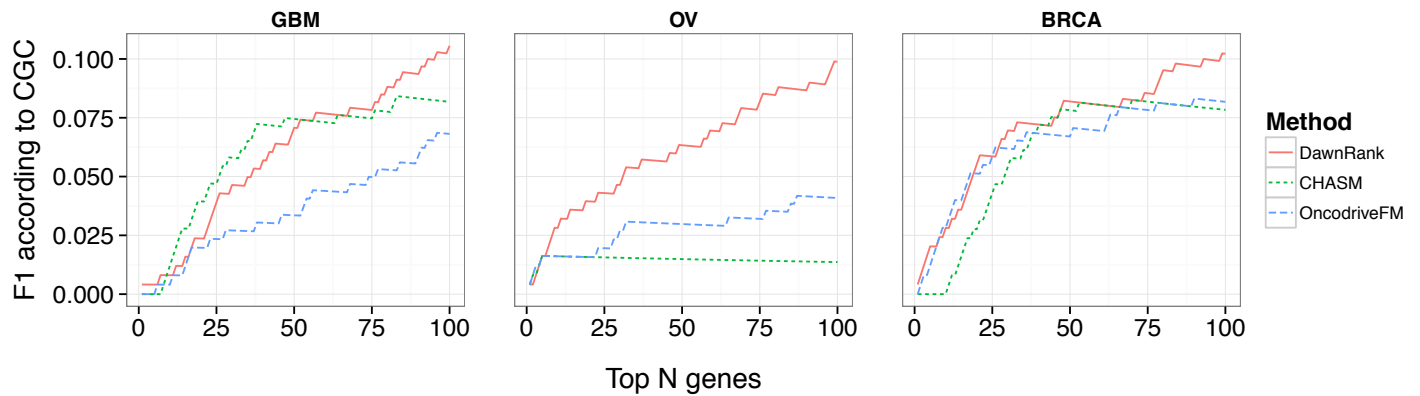 GBM OV BRCA
F1 according to CGC
0.100
0.075
0.050
0.025
0.000
0 25 50 75 100 0 25 50 75 100 0 25 50 75 100
Top N genes
Method
DawnRank
CHASM
OncodriveFM